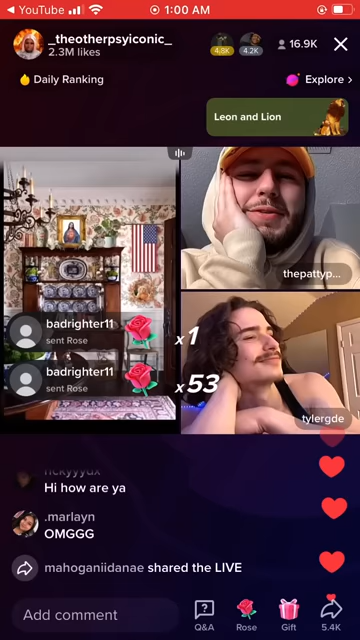 YouTube
1:00 AM
_theotherpsyiconic_
2.3M likes
4.8K
4.2K
16.9K
Daily Ranking
Explore >
Leon and Lion
thepattyp...
badrighter11
sent Rose
x1
badrighter11
sent Rose
x53
tylergde
rickyyyux
Hi how are ya
.marlayn
OMGGG
mahoganiidanae shared the LIVE
Add comment
Q&A
Rose
Gift
5.4K